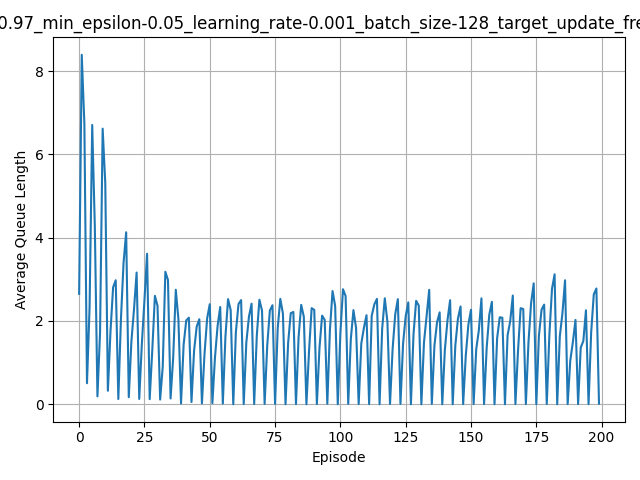 0.97_min_epsilon-0.05_learning_rate-0.001_batch_size-128_target_update_fre
Average Queue Length
8
6
4
2
0
0 25 50 75 100 125 150 175 200
Episode